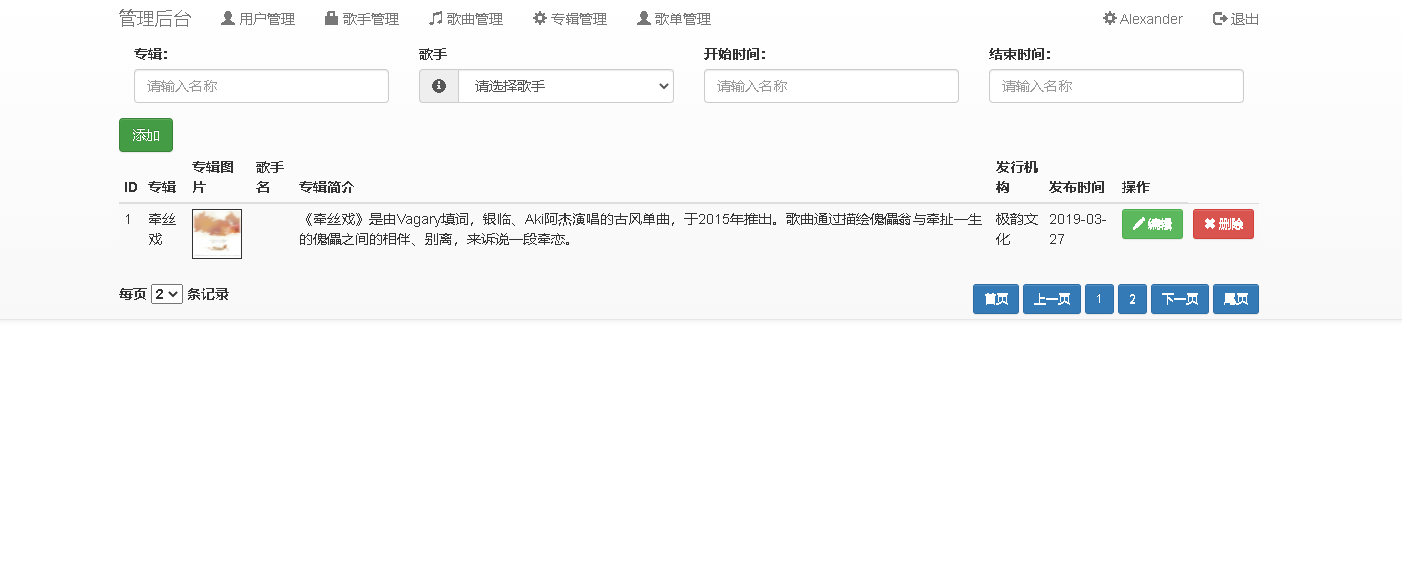 管理后台 用户管理 歌手管理 歌曲管理 专辑管理 歌单管理 Alexander 退出
专辑: 歌手 开始时间: 结束时间:
请输入名称 请选择歌手 请输入名称 请输入名称
添加
专辑图 歌手 发行机
ID 专辑 片 名 专辑简介 构 发布时间 操作
1 牵丝 《牵丝戏》是由Vagary填词，银临、Aki阿杰演唱的古风单曲，于2015年推出。歌曲通过描绘傀儡翁与牵扯一生 极韵文 2019-03- 编辑 删除
戏 的傀儡之间的相伴、别离，来诉说一段牵恋。 化 27
每页 2 条记录 首页 上一页 1 2 下一页 尾页